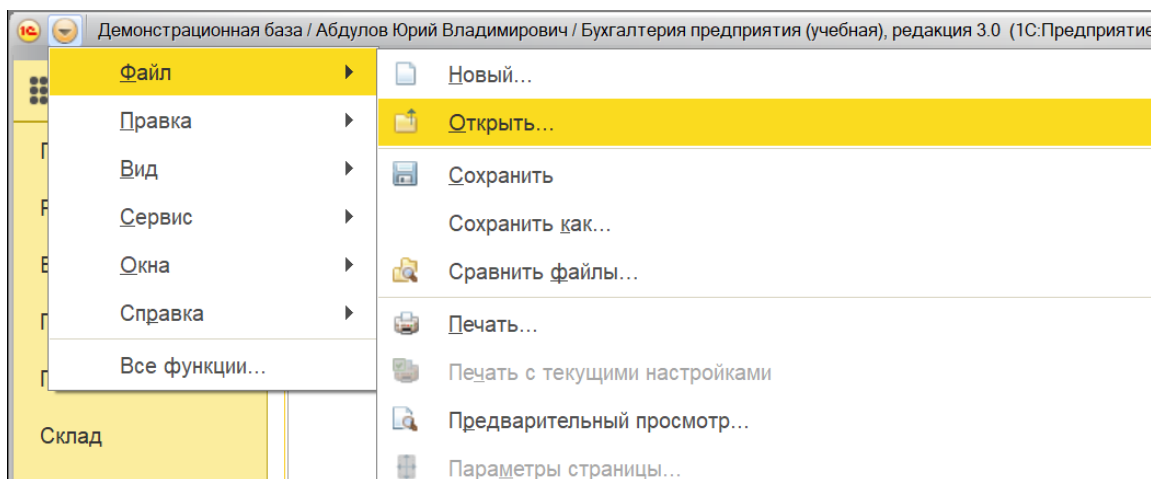 Демонстрационная база / Абдулов Юрий Владимирович / Бухгалтерия предприятия (учебная), редакция 3.0 (1С:Предприятие
Файл
Правка
Вид
Сервис
Окна
Справка
Все функции...
Новый...
Открыть...
Сохранить
Сохранить как...
Сравнить файлы...
Печать...
Печать с текущими настройками
Предварительный просмотр...
Параметры страницы...
Склад